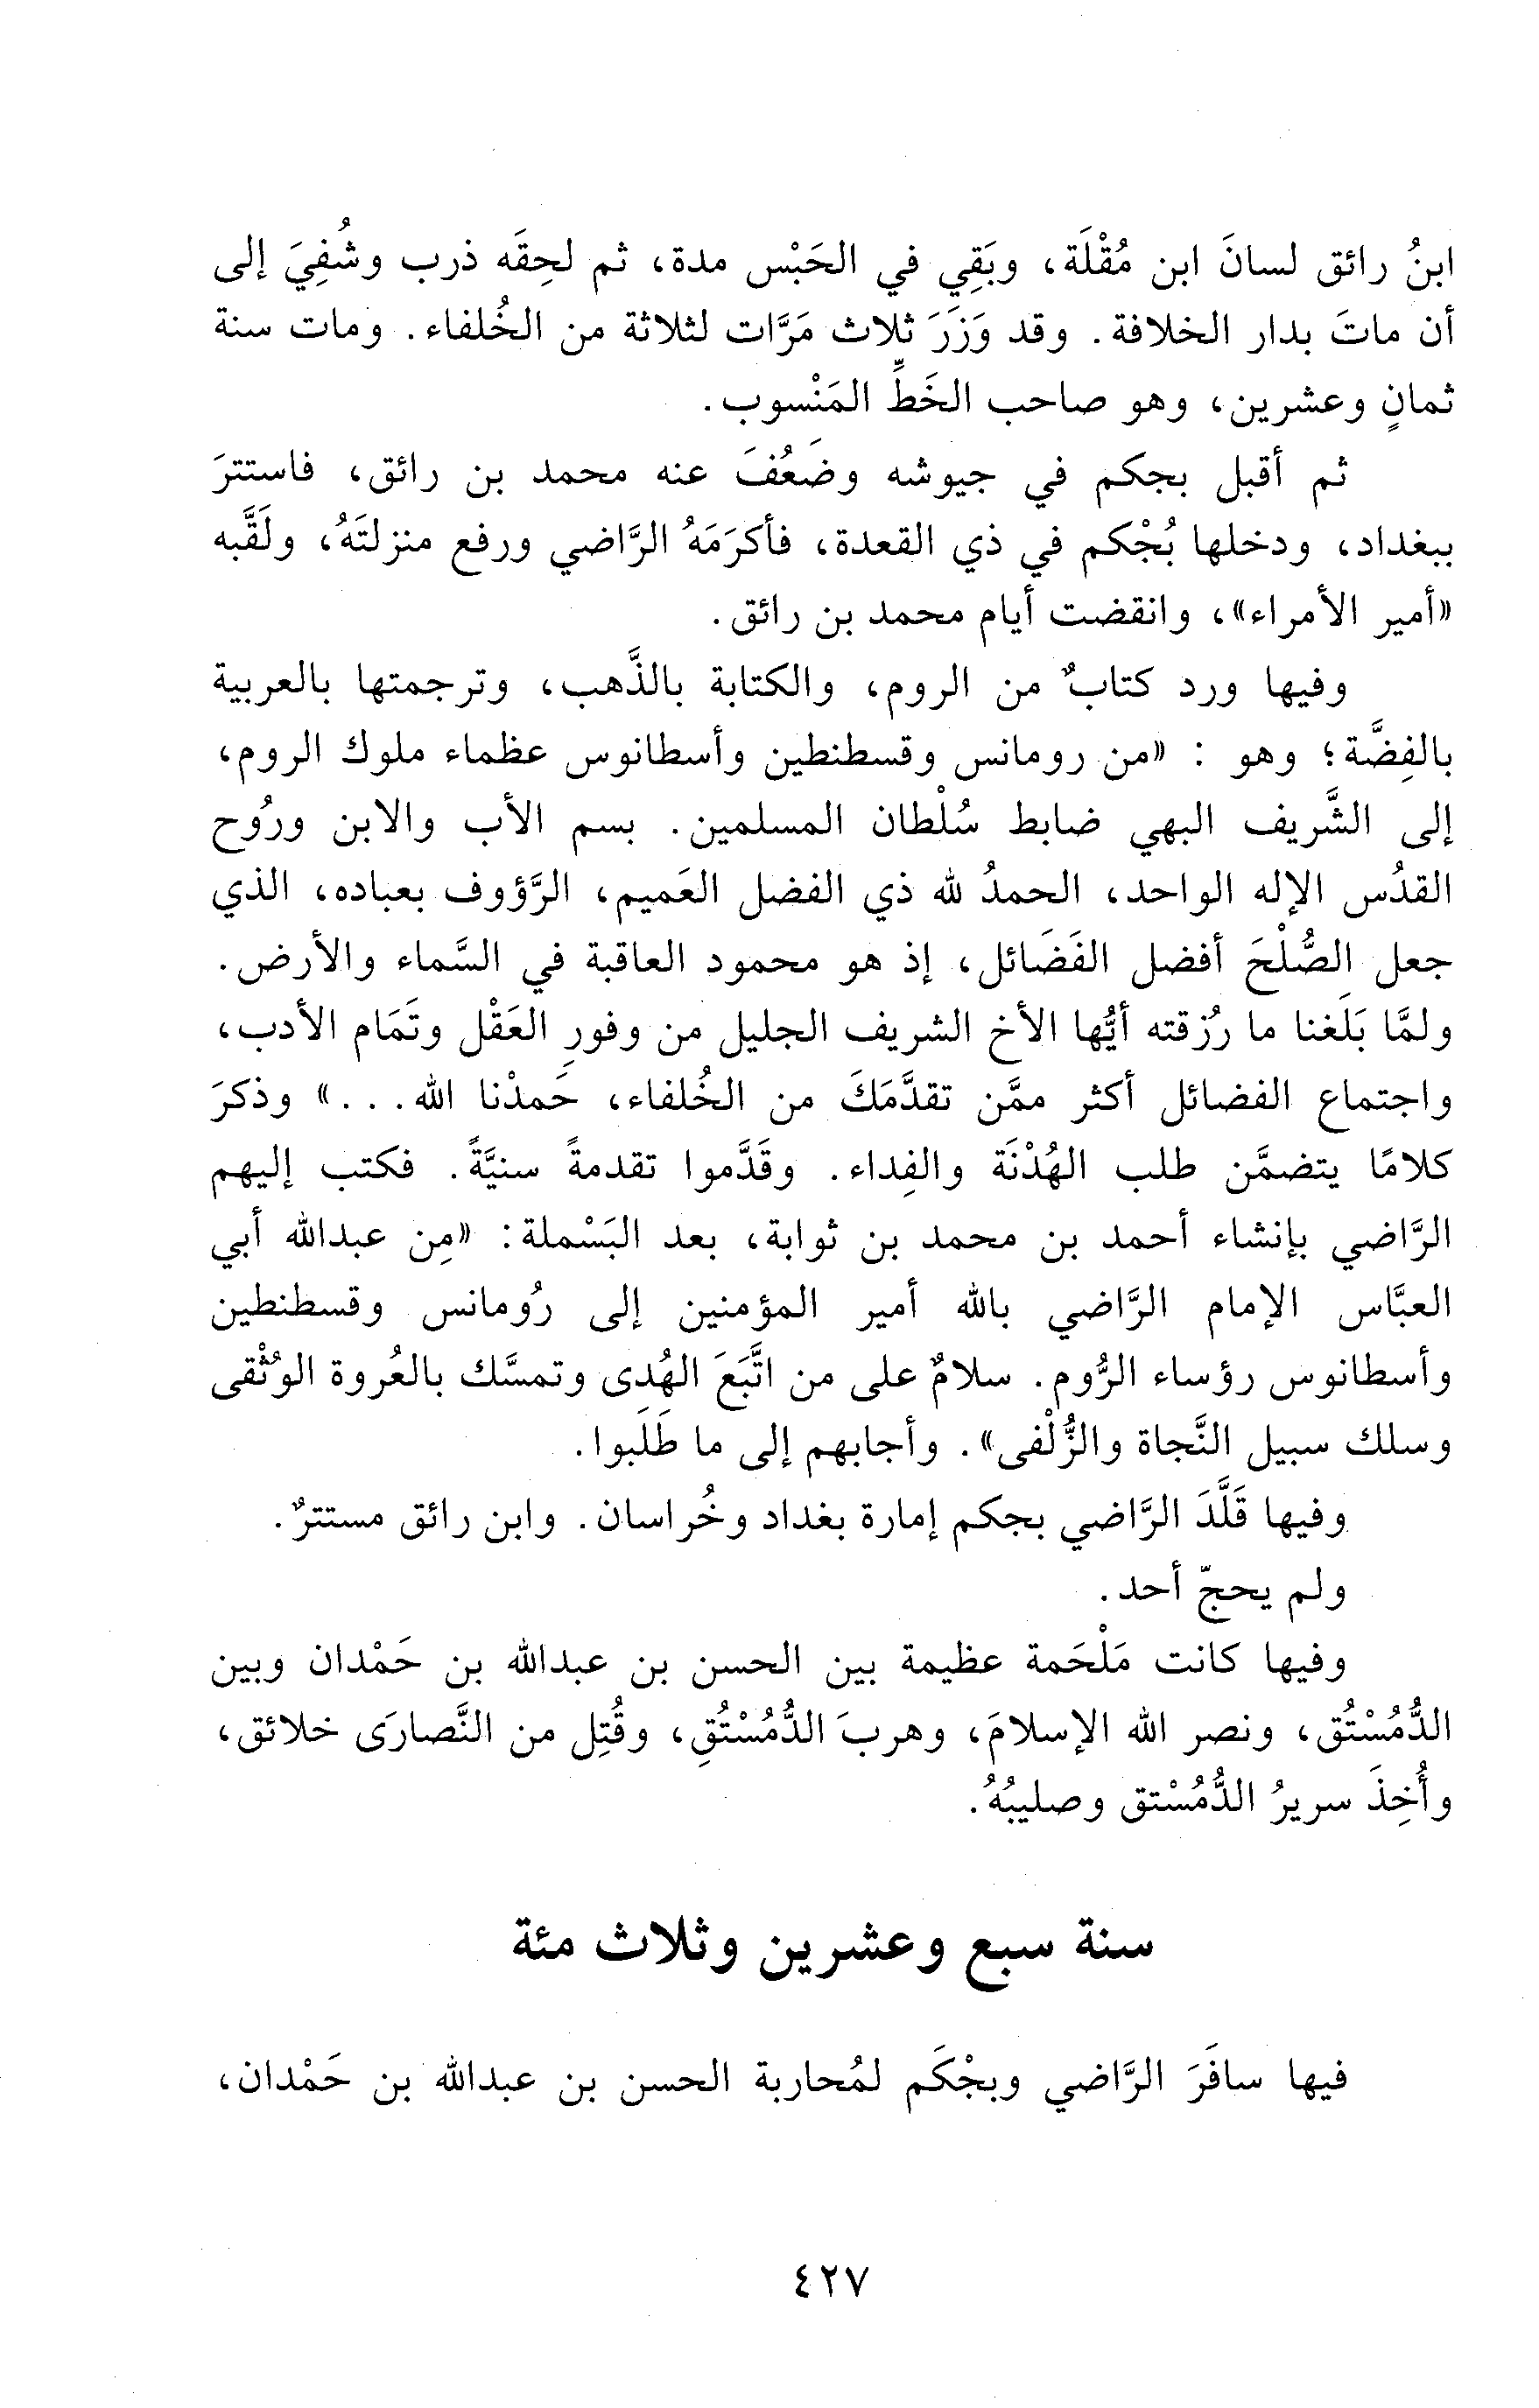 ابنُ رائق لسانَ ابن مُقْلَة، وبَقِي في الحَبْس مدة، ثم لحِقَه ذرب وشُفِيَ إلى
أن ماتَ بدار الخلافة. وقد وَزَرَ ثلاث مَرَّات لثلاثة من الخُلفاء. ومات سنة
ثمانٍ وعشرين، وهو صاحب الخَطِّ المَنْسوب.
ثم أقبل بجكم في جيوشه وضَعُفَ عنه محمد بن رائق، فاستترَ
ببغداد، ودخلها بُجْكم في ذي القعدة، فأكرَمَهُ الرَّاضي ورفع منزلتَهُ، ولَقَّبه
«أمير الأمراء»، وانقضت أيام محمد بن رائق.
وفيها ورد كتابٌ من الروم، والكتابة بالذَّهب، وترجمتها بالعربية
بالفِضَّة؛ وهو : «من رومانس وقسطنطين وأسطانوس عظماء ملوك الروم،
إلى الشَّريف البهي ضابط سُلْطان المسلمين. بسم الأب والابن ورُوح
القدُس الإله الواحد، الحمدُ لله ذي الفضل العَميم، الرَّؤوف بعباده، الذي
جعل الصُّلْحَ أفضل الفَضَائل، إذ هو محمود العاقبة في السَّماء والأرض.
ولمَّا بَلَغنا ما رُزقته أيُّها الأخ الشريف الجليل من وفورِ العَقْل وتَمَام الأدب،
واجتماع الفضائل أكثر ممَّن تقدَّمَكَ من الخُلفاء، حَمدْنا الله...» وذكرَ
كلامًا يتضمَّن طلب الهُدْنَة والفِداء. وقَدَّموا تقدمةً سنيَّةً. فكتب إليهم
الرَّاضي بإنشاء أحمد بن محمد بن ثوابة، بعد البَسْملة: «مِن عبدالله أبي
العبَّاس الإمام الرَّاضي بالله أمير المؤمنين إلى رُومانس وقسطنطين
وأسطانوس رؤساء الرُّوم. سلامٌ على من اتَّبَعَ الهُدى وتمسَّك بالعُروة الوُثْقى
وسلك سبيل النَّجاة والزُّلْفى». وأجابهم إلى ما طَلَبوا.
وفيها قَلَّدَ الرَّاضي بجكم إمارة بغداد وخُراسان. وابن رائق مستترٌ.
ولم يحجّ أحد.
وفيها كانت مَلْحَمة عظيمة بين الحسن بن عبدالله بن حَمْدان وبين
الدُّمُسْتُق، ونصر الله الإسلامَ، وهربَ الدُّمُسْتُقِ، وقُتِل من النَّصارَى خلائق،
وأُخِذَ سريرُ الدُّمُسْتق وصليبُهُ.
سنة سبع وعشرين وثلاث مئة
فيها سافَرَ الرَّاضي وبجْكَم لمُحاربة الحسن بن عبدالله بن حَمْدان،
٤٢٧